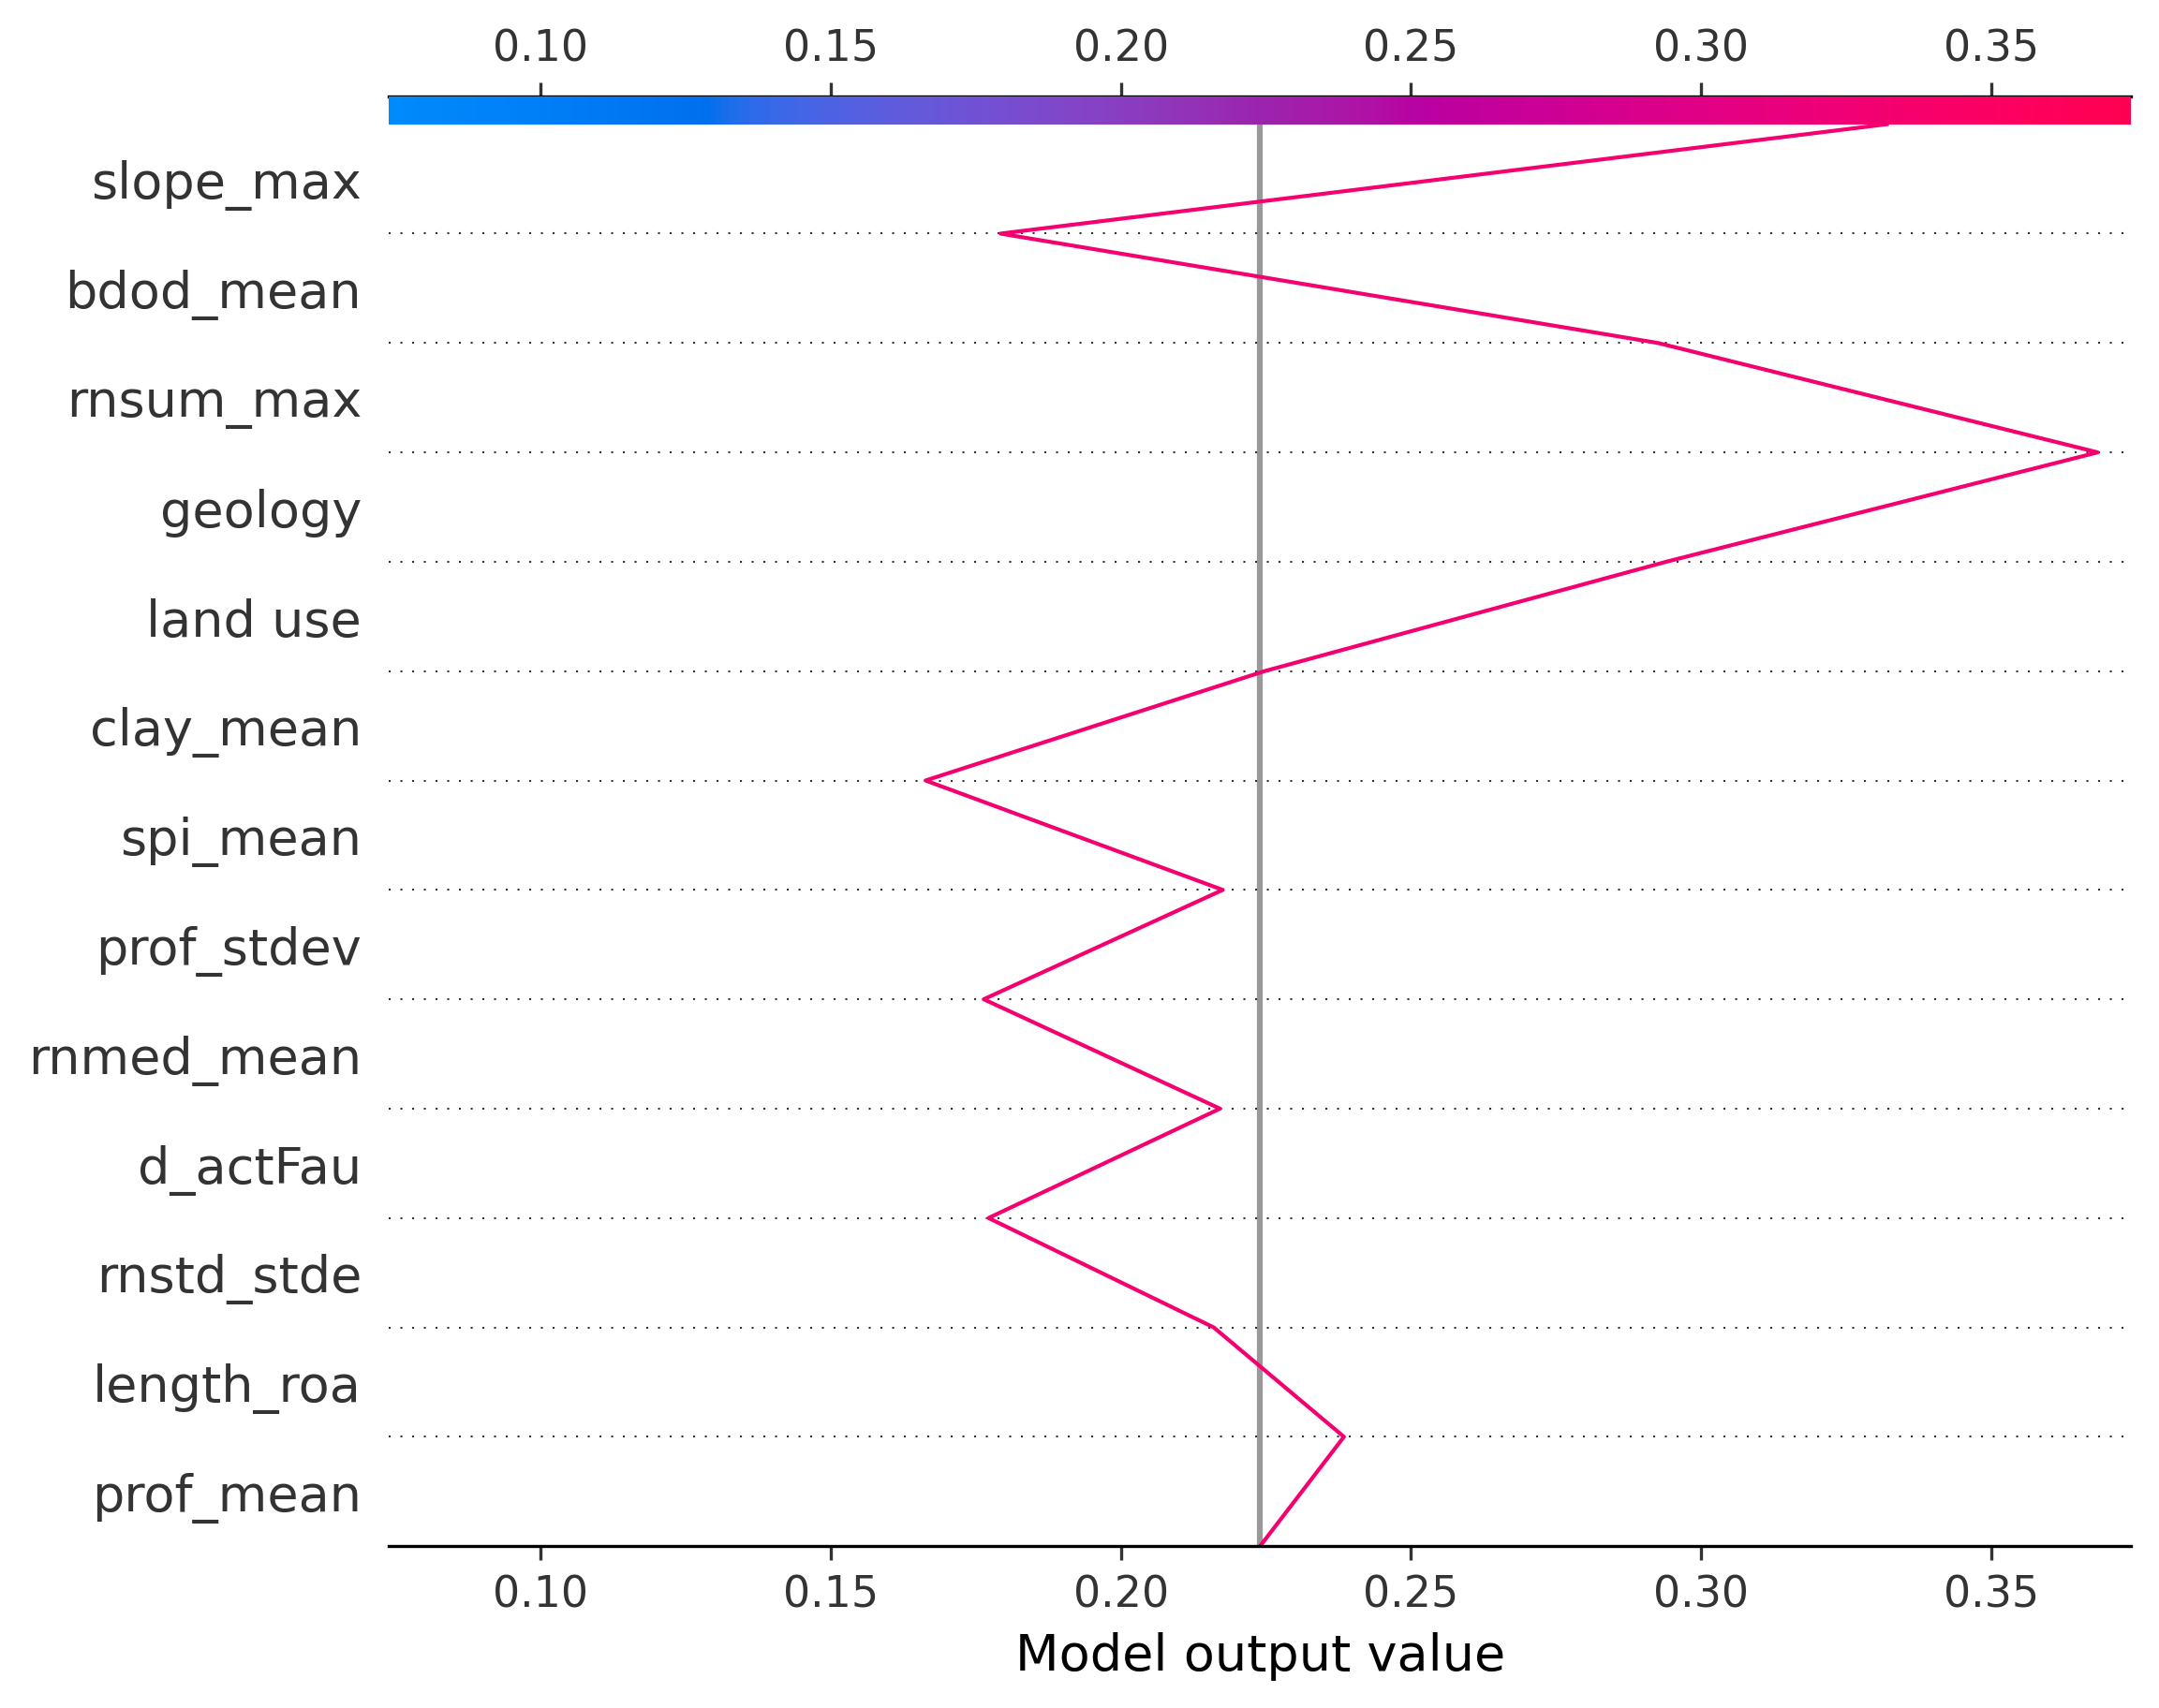 0.10 0.15 0.20 0.25 0.30 0.35
slope_max
bdod_mean
rnsum_max
geology
land use
clay_mean
spi_mean
prof_stdev
rnmed_mean
d_actFau
rnstd_stde
length_roa
prof_mean
0.10 0.15 0.20 0.25 0.30 0.35
Model output value